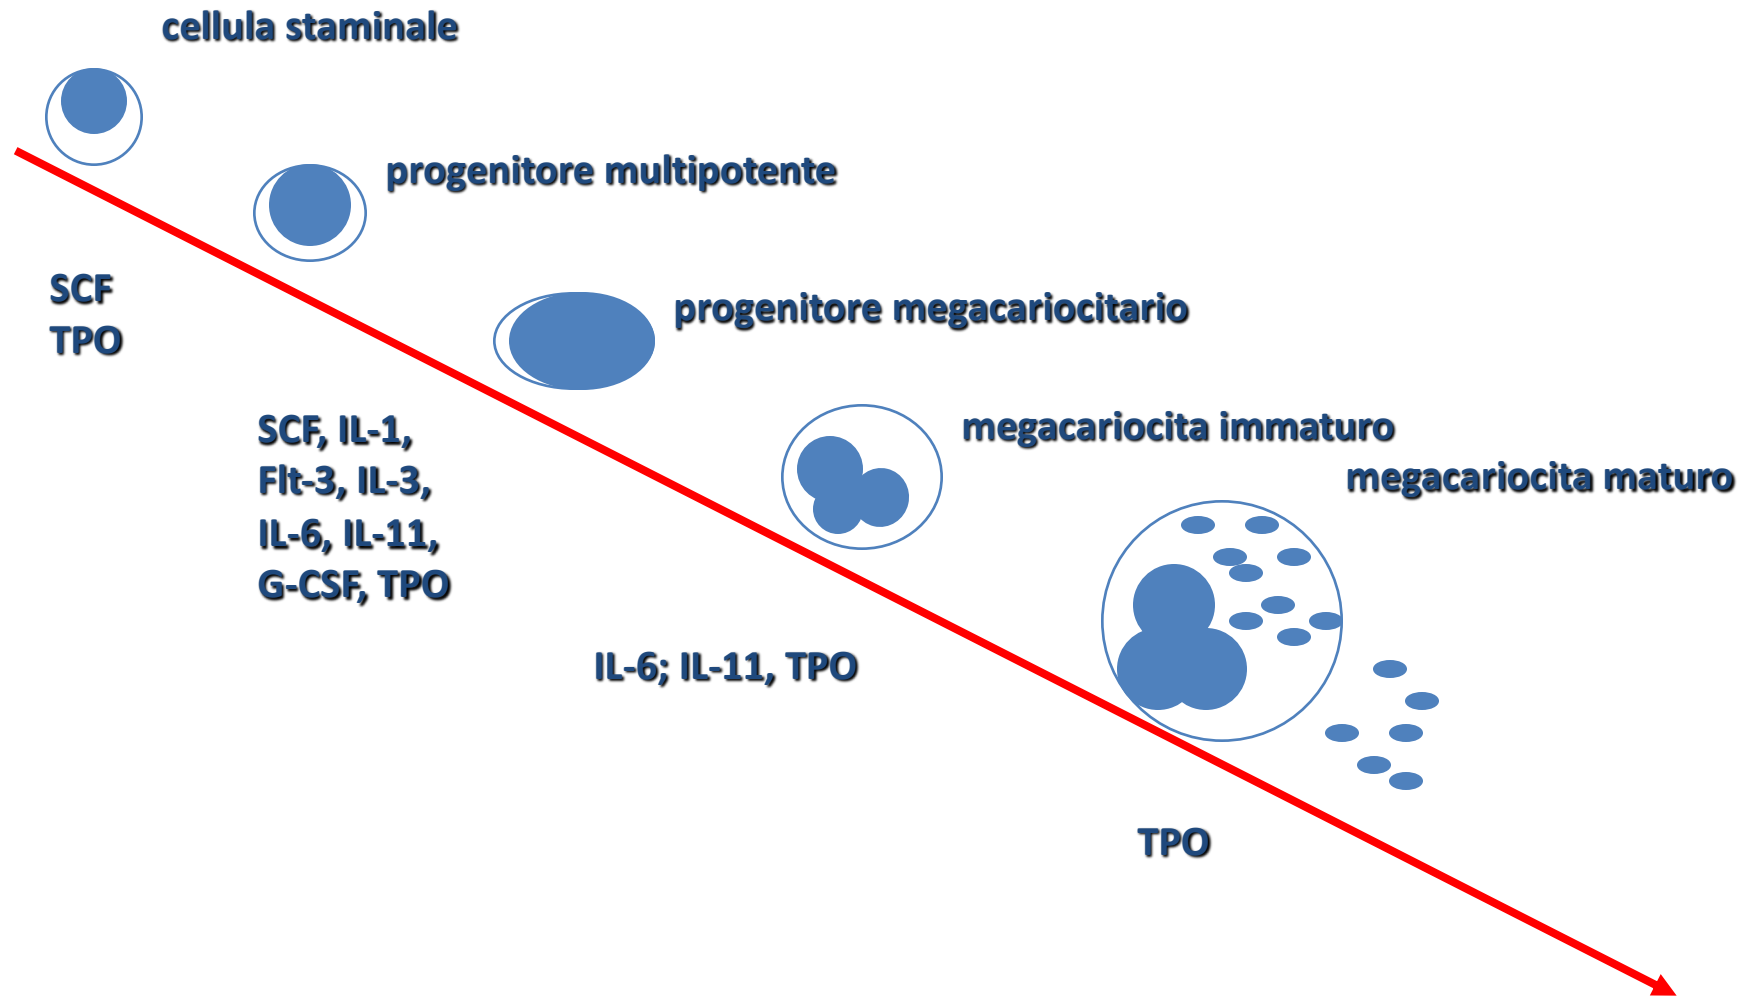 cellula staminale
progenitore multipotente
SCF
TPO
progenitore megacariocitario
SCF, IL-1,
Flt-3, IL-3,
IL-6, IL-11,
G-CSF, TPO
megacariocita immaturo
megacariocita maturo
IL-6; IL-11, TPO
TPO